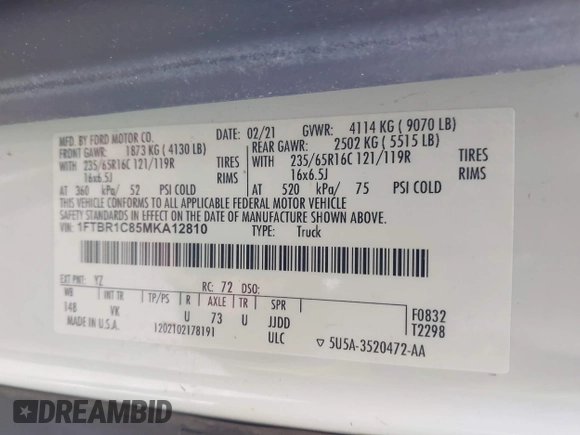 MFD. BY FORD MOTOR CO.
DATE: 02/21 GVWR: 4114 KG ( 9070 LB)
FRONT GAWR: 1873 KG ( 4130 LB) REAR GAWR: 2502 KG ( 5515 LB)
WITH 235/65R16C 121/119R TIRES WITH 235/65R16C 121/119R TIRES
16x6.5J RIMS 16x6.5J RIMS
AT 360 kPa/ 52 PSI COLD AT 520 kPa/ 75 PSI COLD
THIS VEHICLE CONFORMS TO ALL APPLICABLE FEDERAL MOTOR VEHICLE
SAFETY STANDARDS IN EFFECT ON THE DATE OF MANUFACTURE SHOWN ABOVE.
VIN: 1FTBR1C85MKA12810 TYPE: Truck
EXT PNT: YZ RC: 72 DSO:
WB INT TR TP/PS R AXLE TR SPR
148 VK U 73 U JJDD F0832
MADE IN U.S.A. 12021021 78191 ULC T2298
▽ 5U5A-3520472-AA
DREAMBID